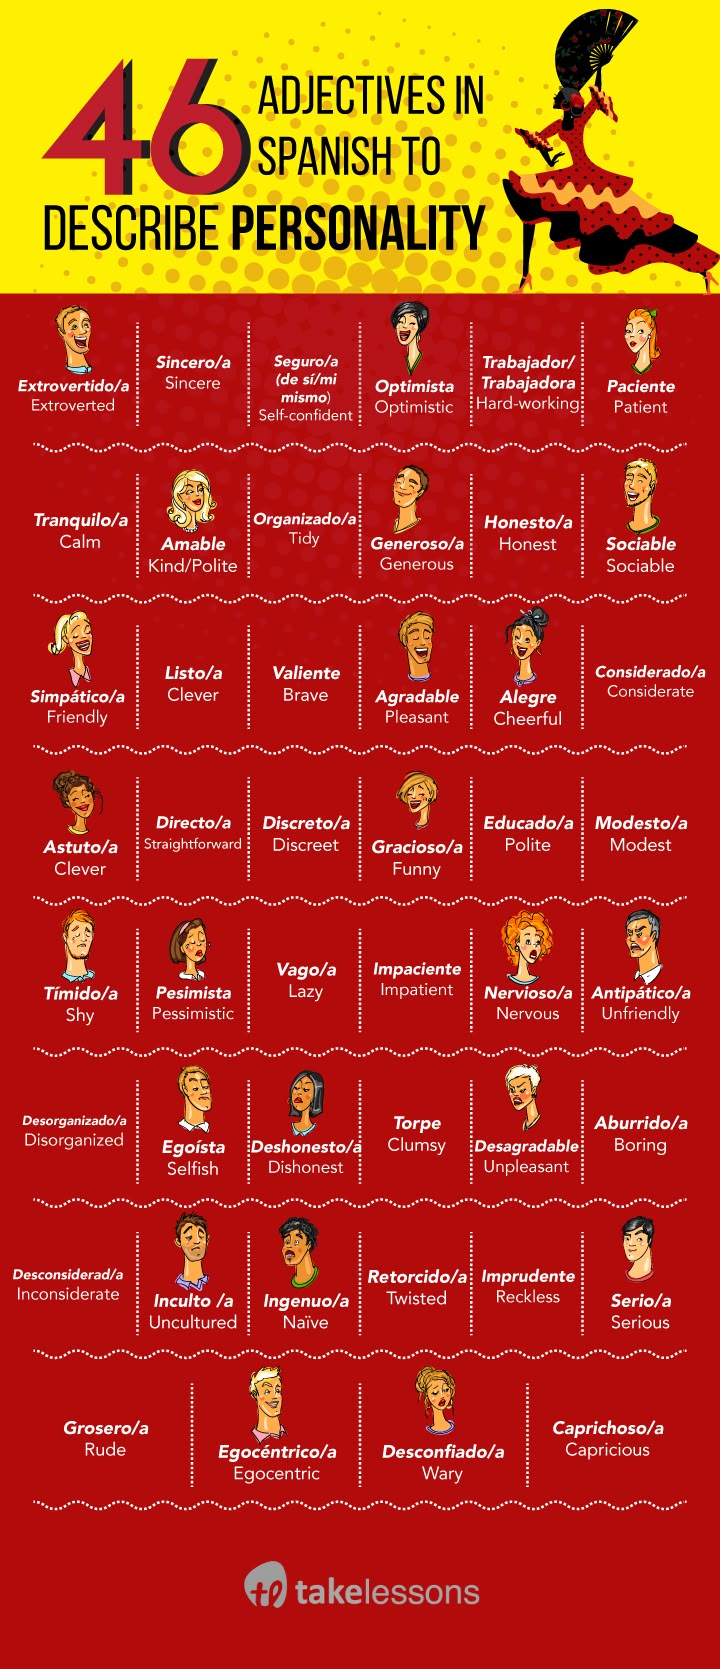 46 ADJECTIVES IN
SPANISH TO
DESCRIBE PERSONALITY
Extrovertido/a
Extroverted
Sincero/a
Sincere
Seguro/a
(de sí/mi
mismo)
Self-confident
Optimista
Optimistic
Trabajador/
Trabajadora
Hard-working
Paciente
Patient
Tranquilo/a
Calm
Amable
Kind/Polite
Organizado/a
Tidy
Generoso/a
Generous
Honesto/a
Honest
Sociable
Sociable
Simpático/a
Friendly
Listo/a
Clever
Valiente
Brave
Agradable
Pleasant
Alegre
Cheerful
Considerado/a
Considerate
Astuto/a
Clever
Directo/a
Straightforward
Discreto/a
Discreet
Gracioso/a
Funny
Educado/a
Polite
Modesto/a
Modest
Tímido/a
Shy
Pesimista
Pessimistic
Vago/a
Lazy
Impaciente
Impatient
Nervioso/a
Nervous
Antipático/a
Unfriendly
Desorganizado/a
Disorganized
Egoísta
Selfish
Deshonesto/a
Dishonest
Torpe
Clumsy
Desagradable
Unpleasant
Aburrido/a
Boring
Desconsiderad/a
Inconsiderate
Inculto /a
Uncultured
Ingenuo/a
Naïve
Retorcido/a
Twisted
Imprudente
Reckless
Serio/a
Serious
Grosero/a
Rude
Egocéntrico/a
Egocentric
Desconfiado/a
Wary
Caprichoso/a
Capricious
tl takelessons